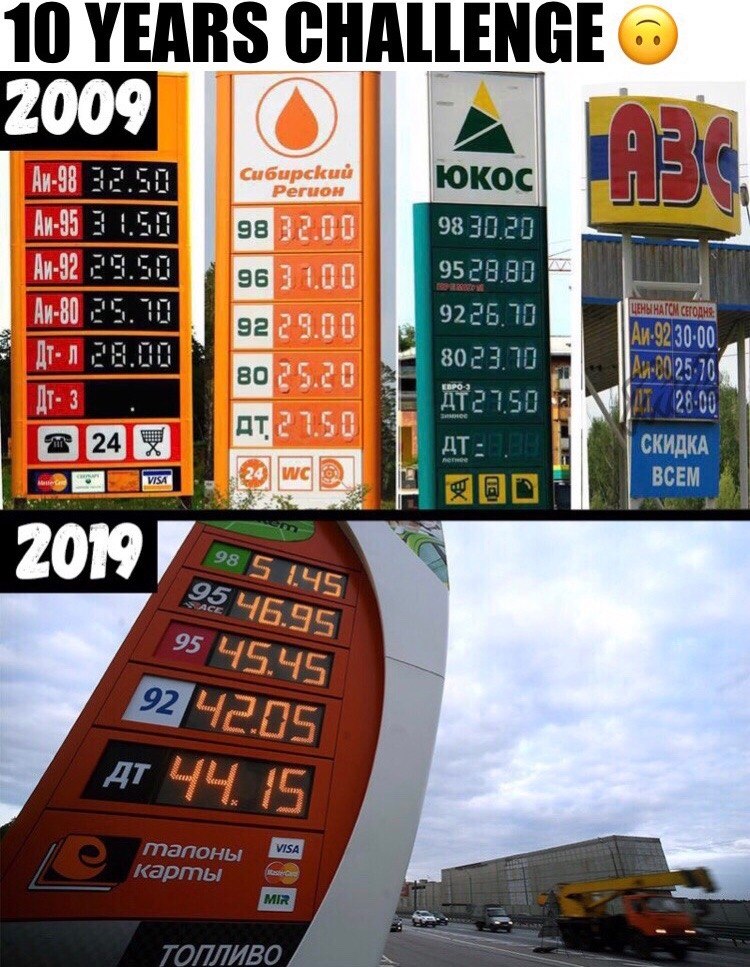 10 YEARS CHALLENGE 🙃
2009
Аи-98 32.50
Аи-95 31.50
Аи-92 29.50
Аи-80 25.70
Дт-л 28.00
Дт-з
24
MasterCard
VISA
Сибирский
Регион
98 32.00
96 31.00
92 29.00
80 25.20
ДТ 27.50
24 WC
ЮКОС
98 30.20
95 28.80
92 26.70
80 23.70
ЕВРО-3
ДТ 27.50
зимнее
ДТ
летнее
АЗС
ЦЕНЫ НА ГСМ СЕГОДНЯ:
Аи-92 30-00
Аи-80 25-70
ДТ 28-00
СКИДКА
ВСЕМ
2019
98 51.45
95 46.95
95 45.45
92 42.05
ДТ 44.15
талоны
карты
VISA
MasterCard
MIR
ТОПЛИВО